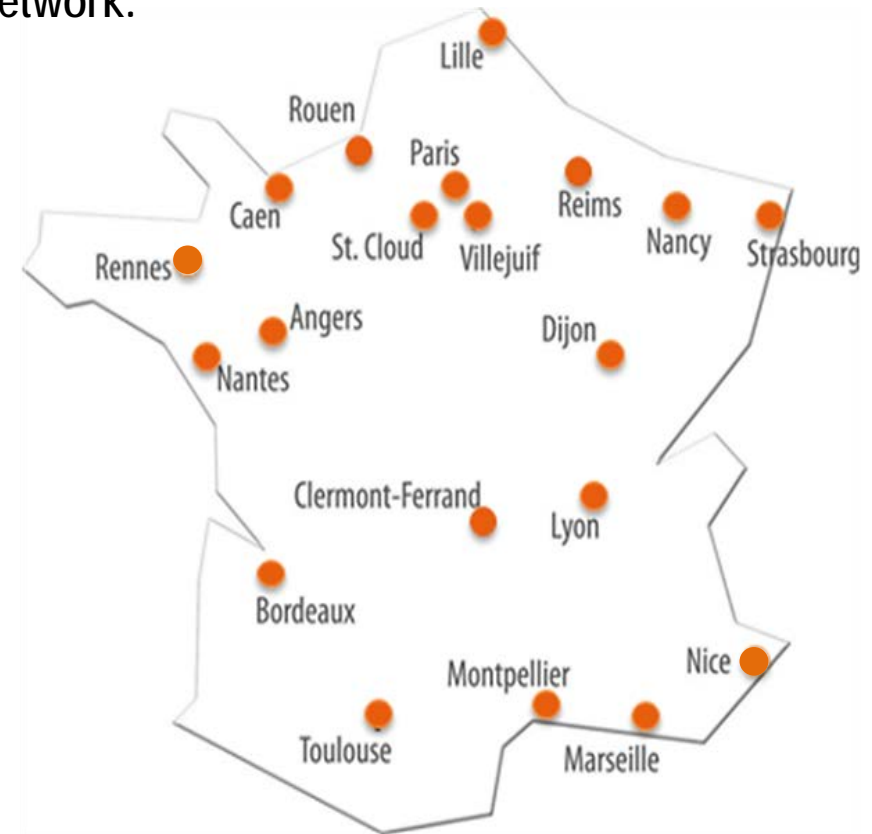 etwork.
Lille
Rouen
Paris
Caen
Reims
St. Cloud
Villejuif
Nancy
Strasbourg
Rennes
Angers
Dijon
Nantes
Clermont-Ferrand
Lyon
Bordeaux
Nice
Montpellier
Toulouse
Marseille